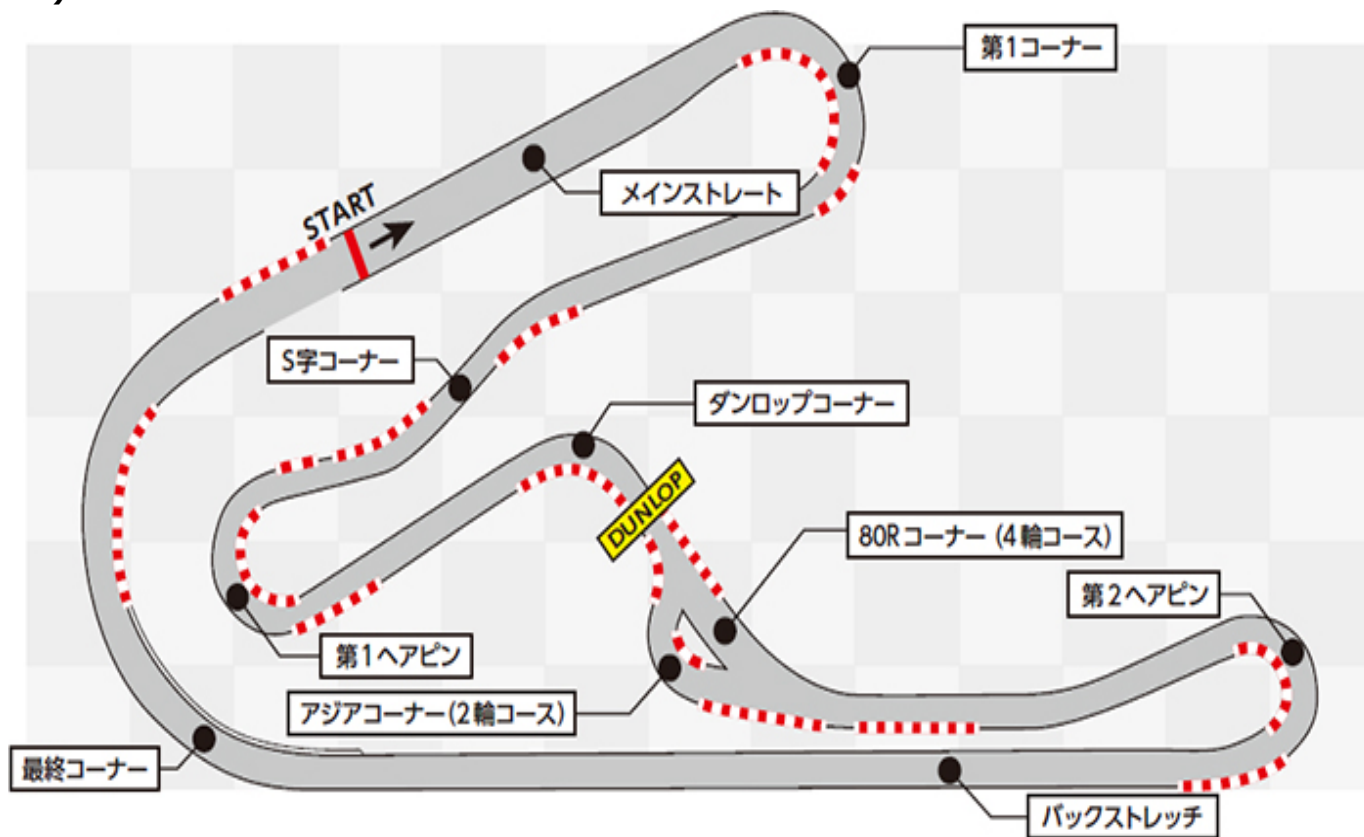 第1コーナー
メインストレート
START
S字コーナー
ダンロップコーナー
DUNLOP
80Rコーナー (4輪コース)
第2ヘアピン
第1ヘアピン
アジアコーナー(2輪コース)
最終コーナー
バックストレッチ